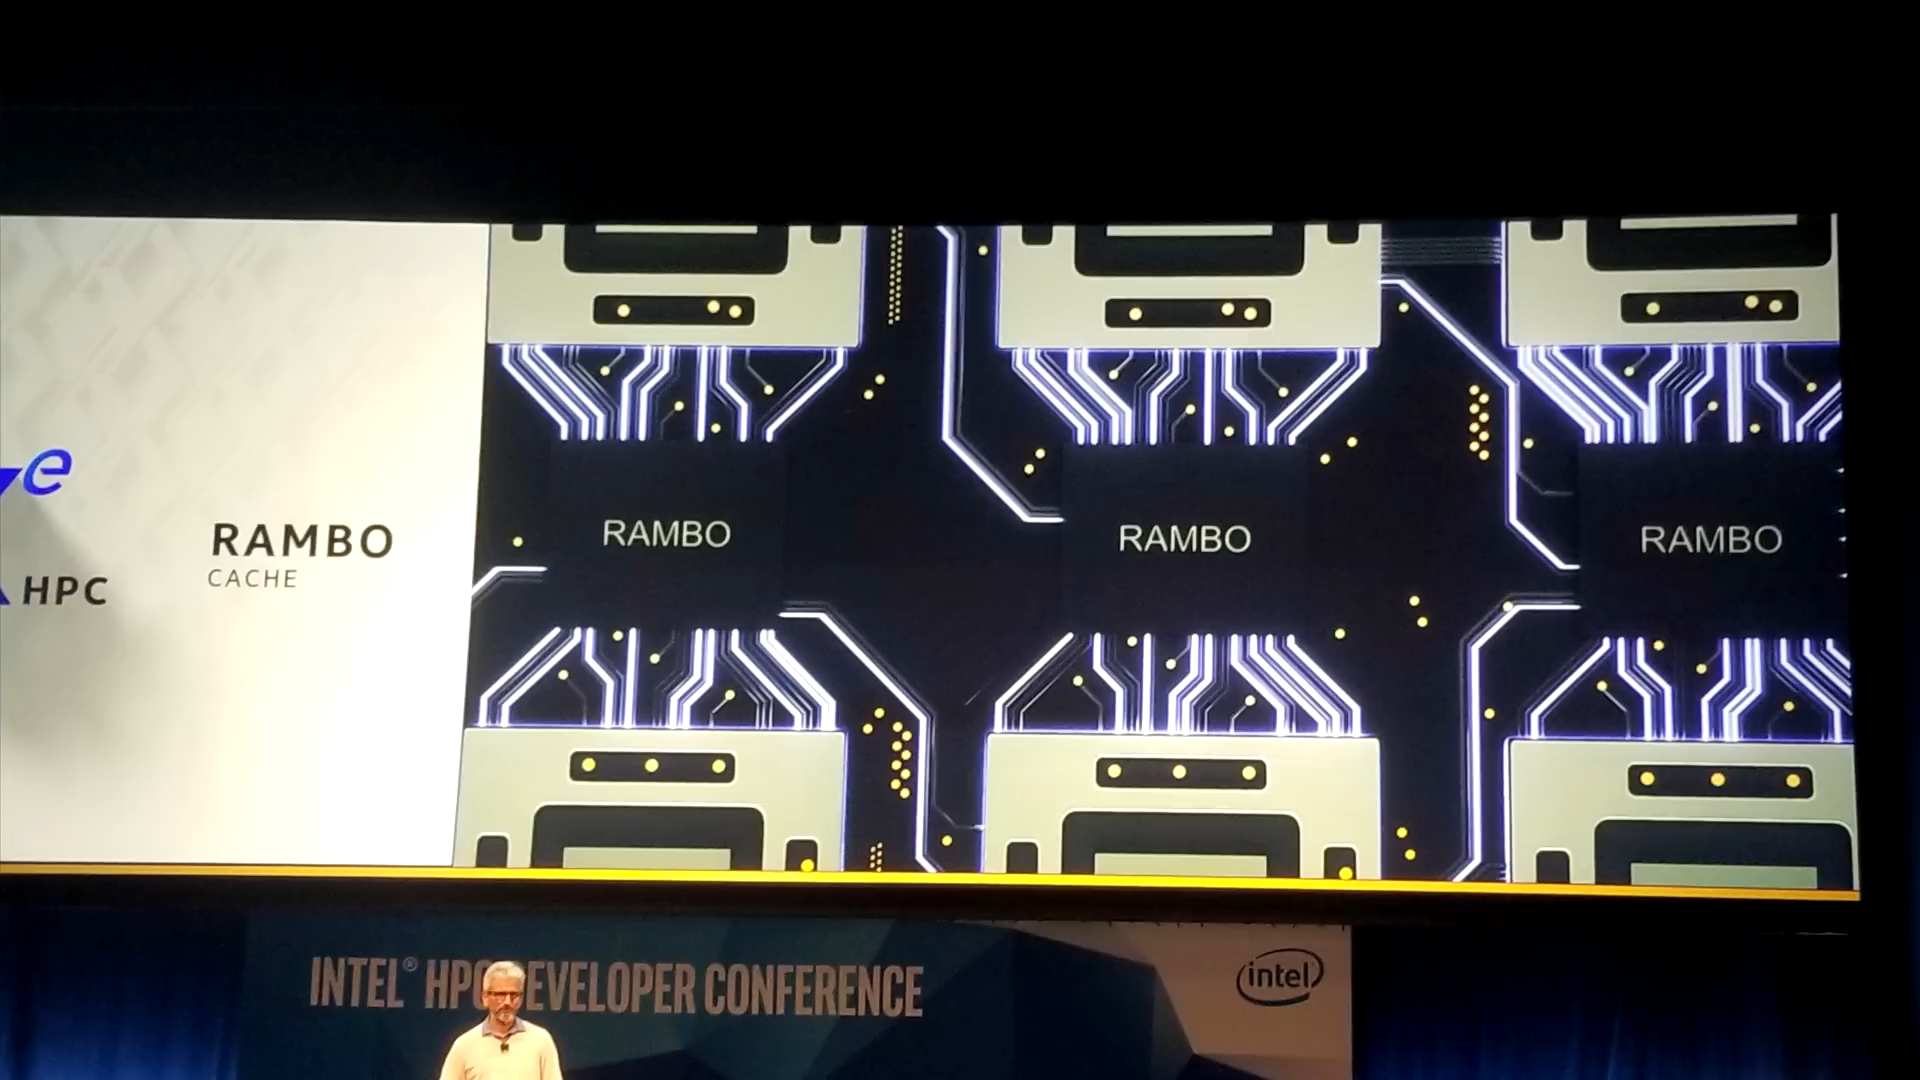 e
HPC
RAMBO
CACHE
RAMBO
RAMBO
RAMBO
INTEL® HPC DEVELOPER CONFERENCE
intel